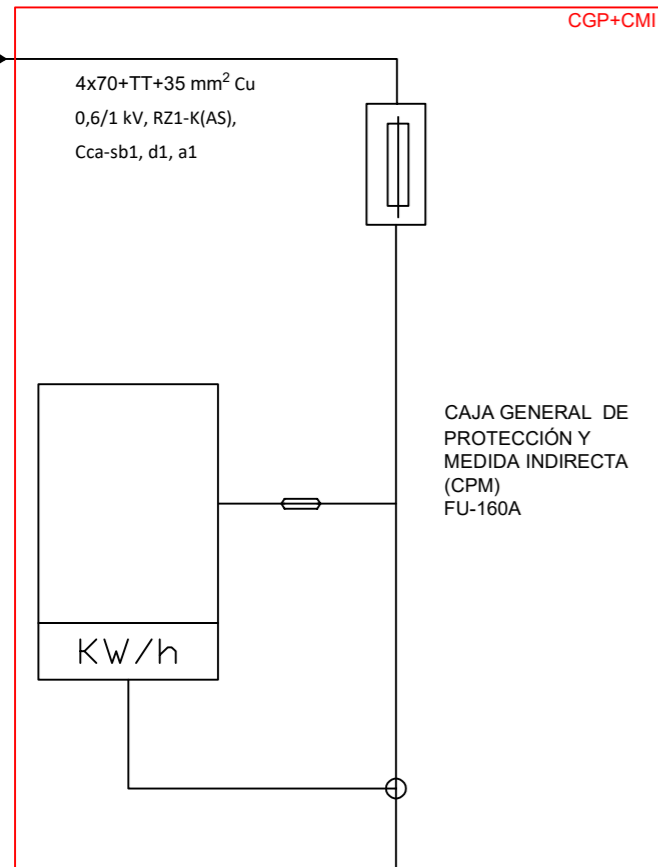 CGP+CMI
4x70+TT+35 mm² Cu
0,6/1 kV, RZ1-K(AS),
Cca-sb1, d1, a1
CAJA GENERAL DE
PROTECCIÓN Y
MEDIDA INDIRECTA
(CPM)
FU-160A
KW/h